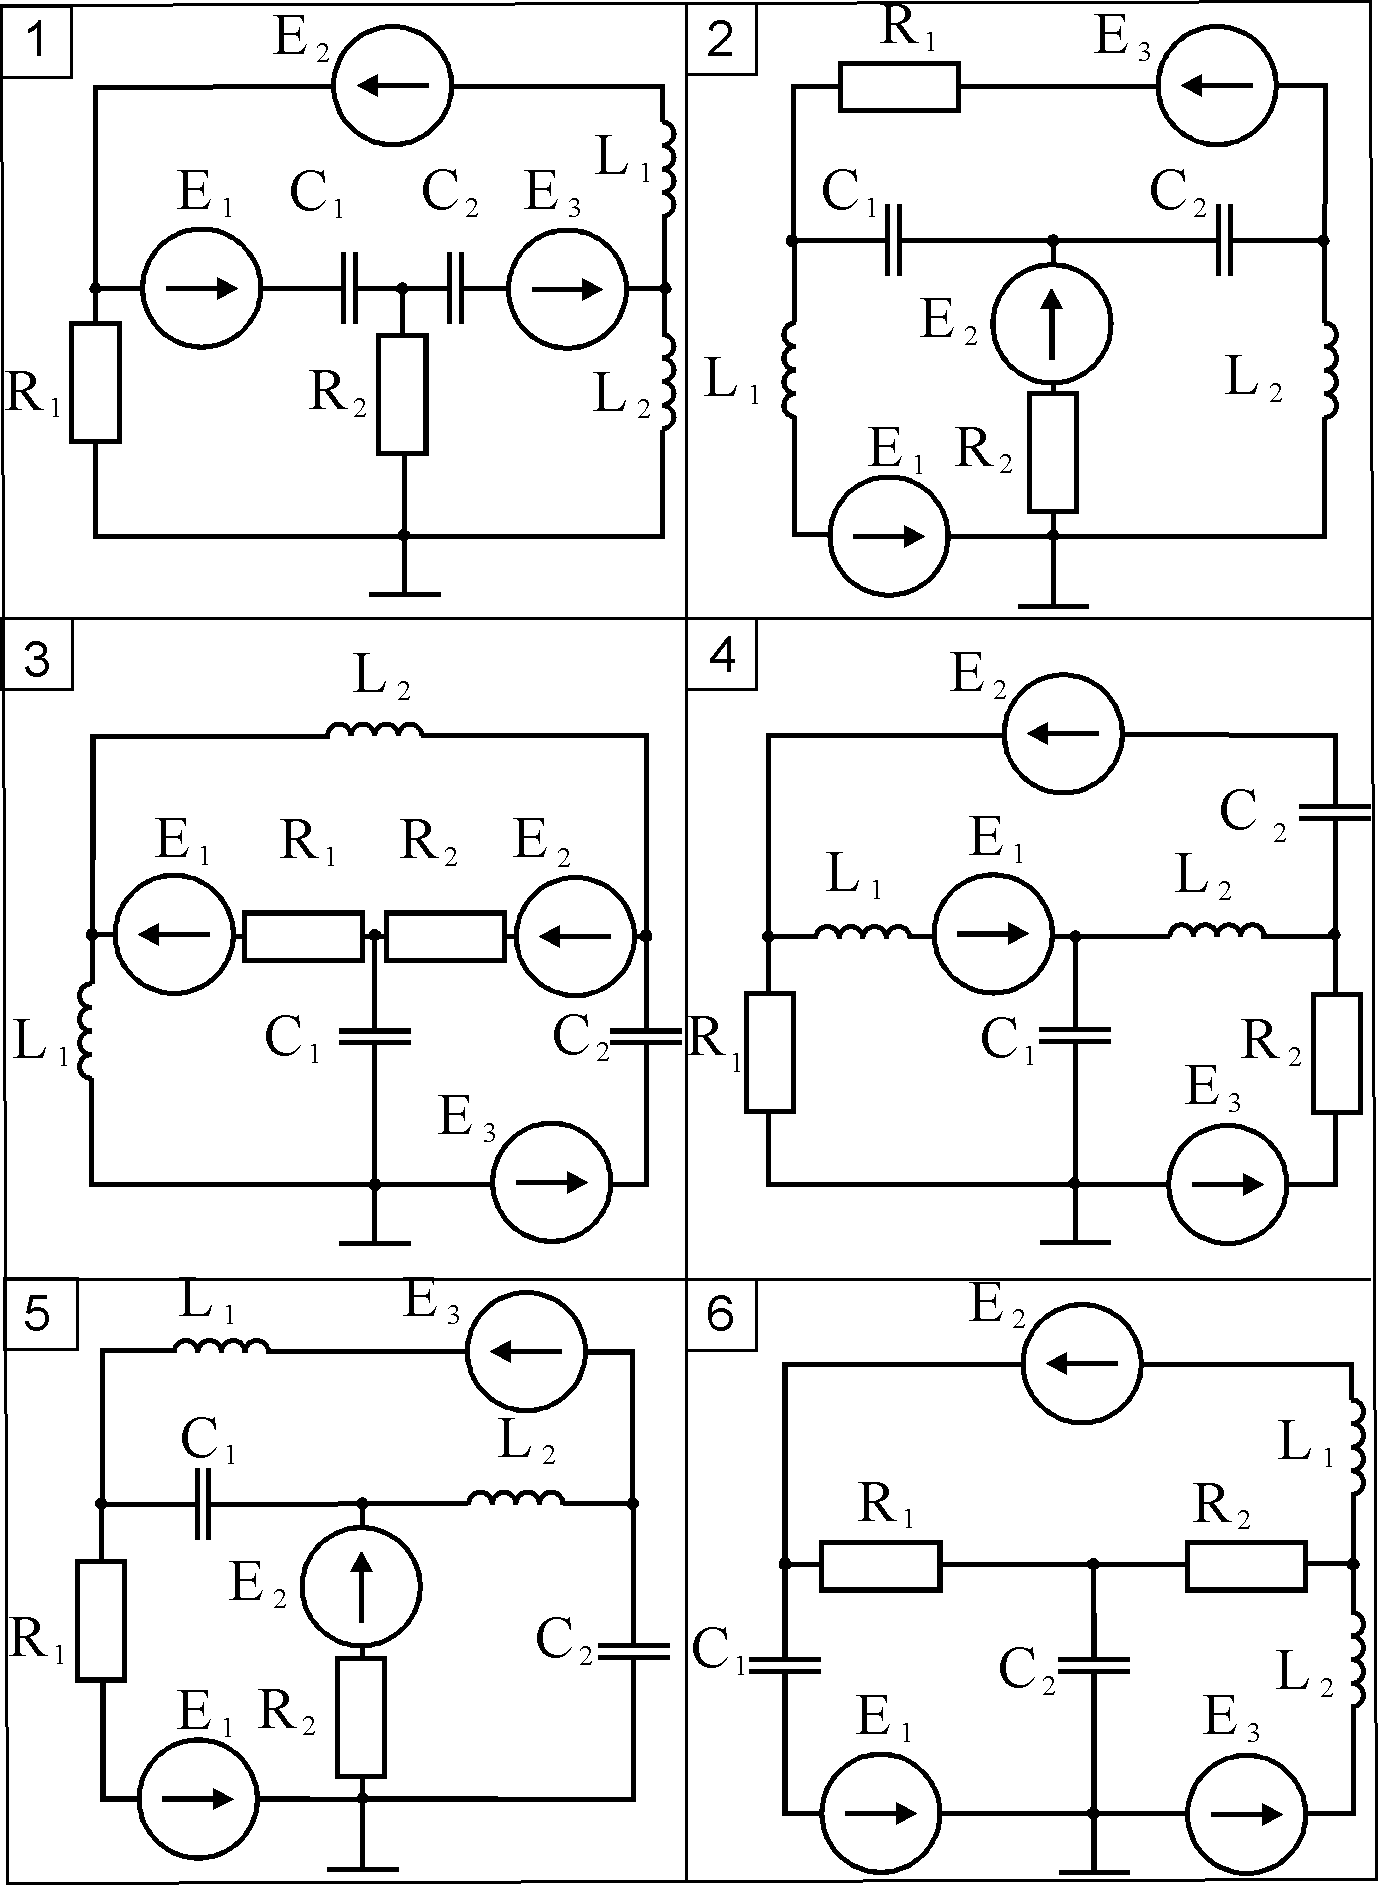 1
E2
L1
E1 C1 C2 E3
R1 R2 L2
2
R1 E3
C1 C2
E2
L1 L2
E1 R2
3
L2
E1 R1 R2 E2
L1 C1 C2
E3
4
E2
C2
L1 E1 L2
R1 C1 R2
E3
5
L1 E3
C1 L2
E2
R1 C2
E1 R2
6
E2
L1
R1 R2
C1 C2 L2
E1 E3